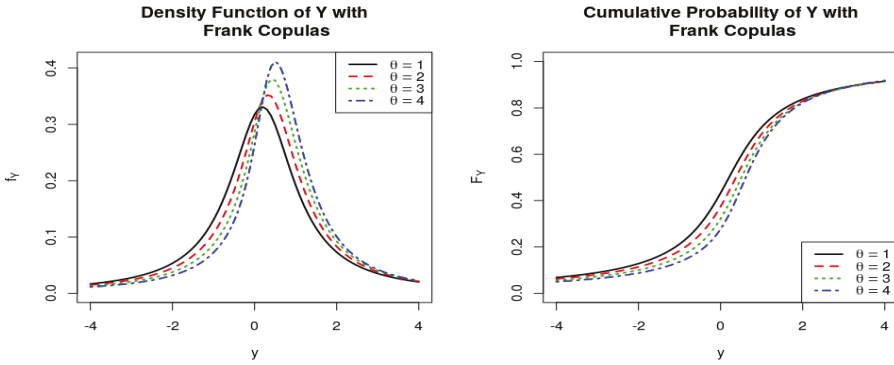 Density Function of Y with
Frank Copulas
θ = 1
θ = 2
θ = 3
θ = 4
0.0
0.1
0.2
0.3
0.4
fY
-4
-2
0
2
4
y
Cumulative Probability of Y with
Frank Copulas
θ = 1
θ = 2
θ = 3
θ = 4
0.0
0.2
0.4
0.6
0.8
1.0
FY
-4
-2
0
2
4
y